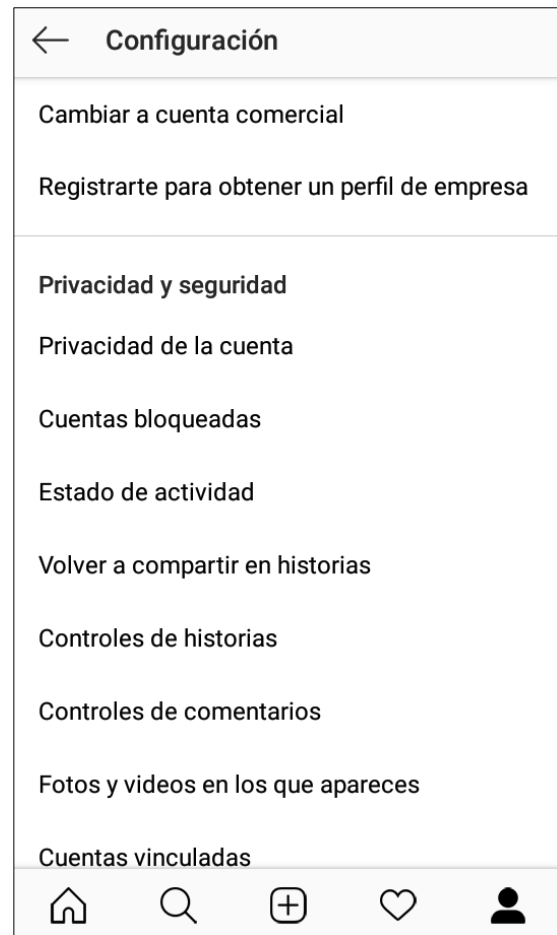 Configuración
Cambiar a cuenta comercial
Registrarte para obtener un perfil de empresa
Privacidad y seguridad
Privacidad de la cuenta
Cuentas bloqueadas
Estado de actividad
Volver a compartir en historias
Controles de historias
Controles de comentarios
Fotos y videos en los que apareces
Cuentas vinculadas